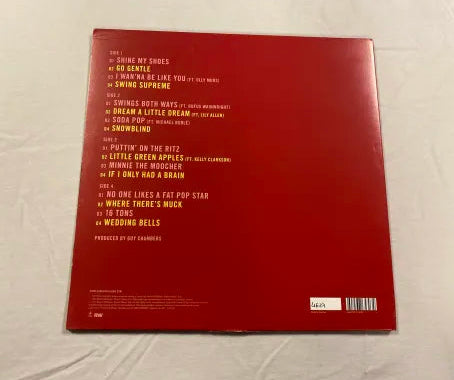 SIDE 1
01 SHINE MY SHOES
02 GO GENTLE
03 I WAN'NA BE LIKE YOU (FT. OLLY MURS)
04 SWING SUPREME
SIDE 2
01 SWINGS BOTH WAYS (FT. RUFUS WAINWRIGHT)
02 DREAM A LITTLE DREAM (FT. LILY ALLEN)
03 SODA POP (FT. MICHAEL BUBLE)
04 SNOWBLIND
SIDE 3
01 PUTTIN' ON THE RITZ
02 LITTLE GREEN APPLES (FT. KELLY CLARKSON)
03 MINNIE THE MOOCHER
04 IF I ONLY HAD A BRAIN
SIDE 4
01 NO ONE LIKES A FAT POP STAR
02 WHERE THERE'S MUCK
03 16 TONS
04 WEDDING BELLS
PRODUCED BY GUY CHAMBERS